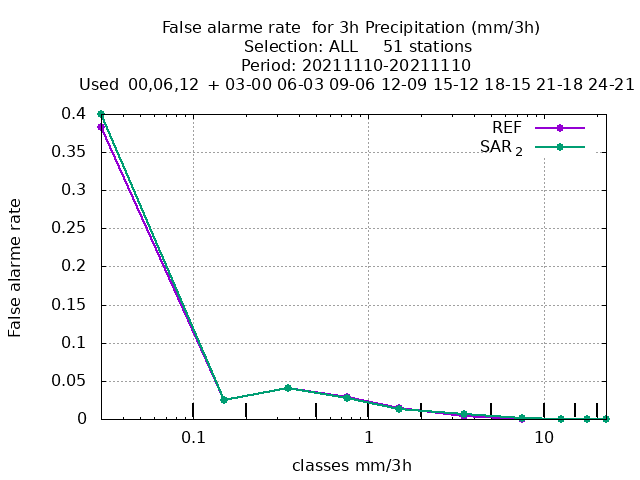 False alarme rate  for 3h Precipitation (mm/3h)
Selection: ALL     51 stations
Period: 20211110-20211110
Used  00,06,12  + 03-00 06-03 09-06 12-09 15-12 18-15 21-18 24-21
REF
SAR 2
0.4
0.35
0.3
0.25
0.2
0.15
0.1
0.05
0
False alarme rate
0.1 1 10
classes mm/3h